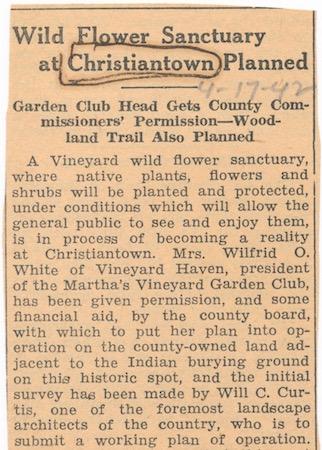 Wild Flower Sanctuary
at Christiantown Planned
4-17-42
Garden Club Head Gets County Com-
missioners' Permission—Wood-
land Trail Also Planned
A Vineyard wild flower sanctuary,
where native plants, flowers and
shrubs will be planted and protected,
under conditions which will allow the
general public to see and enjoy them,
is in process of becoming a reality
at Christiantown. Mrs. Wilfrid O.
White of Vineyard Haven, president
of the Martha's Vineyard Garden Club,
has been given permission, and some
financial aid, by the county board,
with which to put her plan into op-
eration on the county-owned land ad-
jacent to the Indian burying ground
on this historic spot, and the initial
survey has been made by Will C. Cur-
tis, one of the foremost landscape
architects of the country, who is to
submit a working plan of operation.